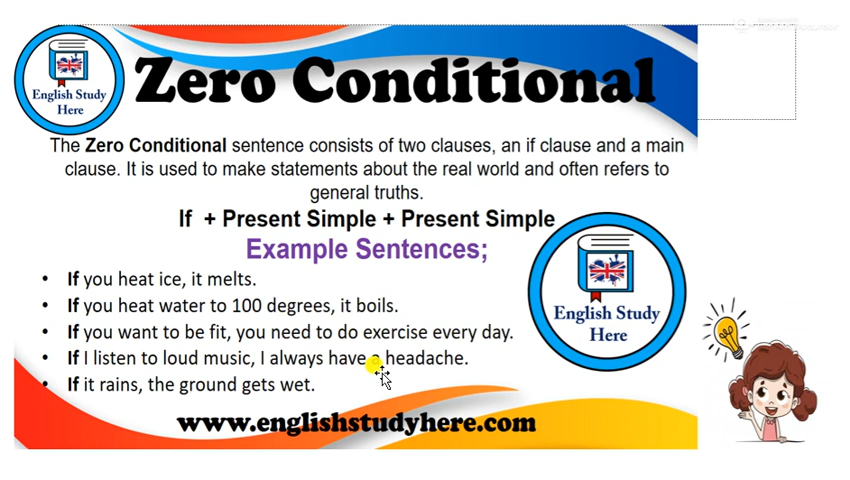 Zero Conditional
English Study
Here
The Zero Conditional sentence consists of two clauses, an if clause and a main
clause. It is used to make statements about the real world and often refers to
general truths.
If + Present Simple + Present Simple
Example Sentences;
• If you heat ice, it melts.
• If you heat water to 100 degrees, it boils.
• If you want to be fit, you need to do exercise every day.
• If I listen to loud music, I always have a headache.
• If it rains, the ground gets wet.
English Study
Here
www.englishstudyhere.com